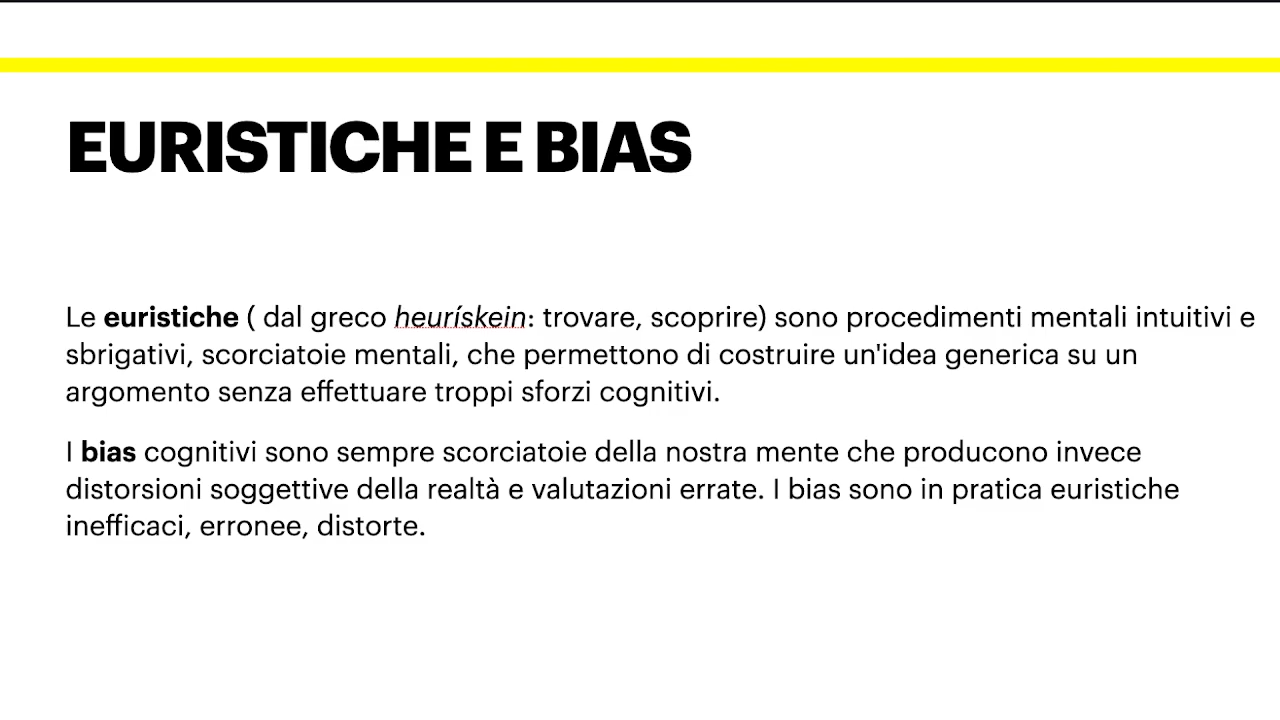 EURISTICHE E BIAS
Le euristiche ( dal greco heurískein: trovare, scoprire) sono procedimenti mentali intuitivi e
sbrigativi, scorciatoie mentali, che permettono di costruire un'idea generica su un
argomento senza effettuare troppi sforzi cognitivi.
I bias cognitivi sono sempre scorciatoie della nostra mente che producono invece
distorsioni soggettive della realtà e valutazioni errate. I bias sono in pratica euristiche
inefficaci, erronee, distorte.